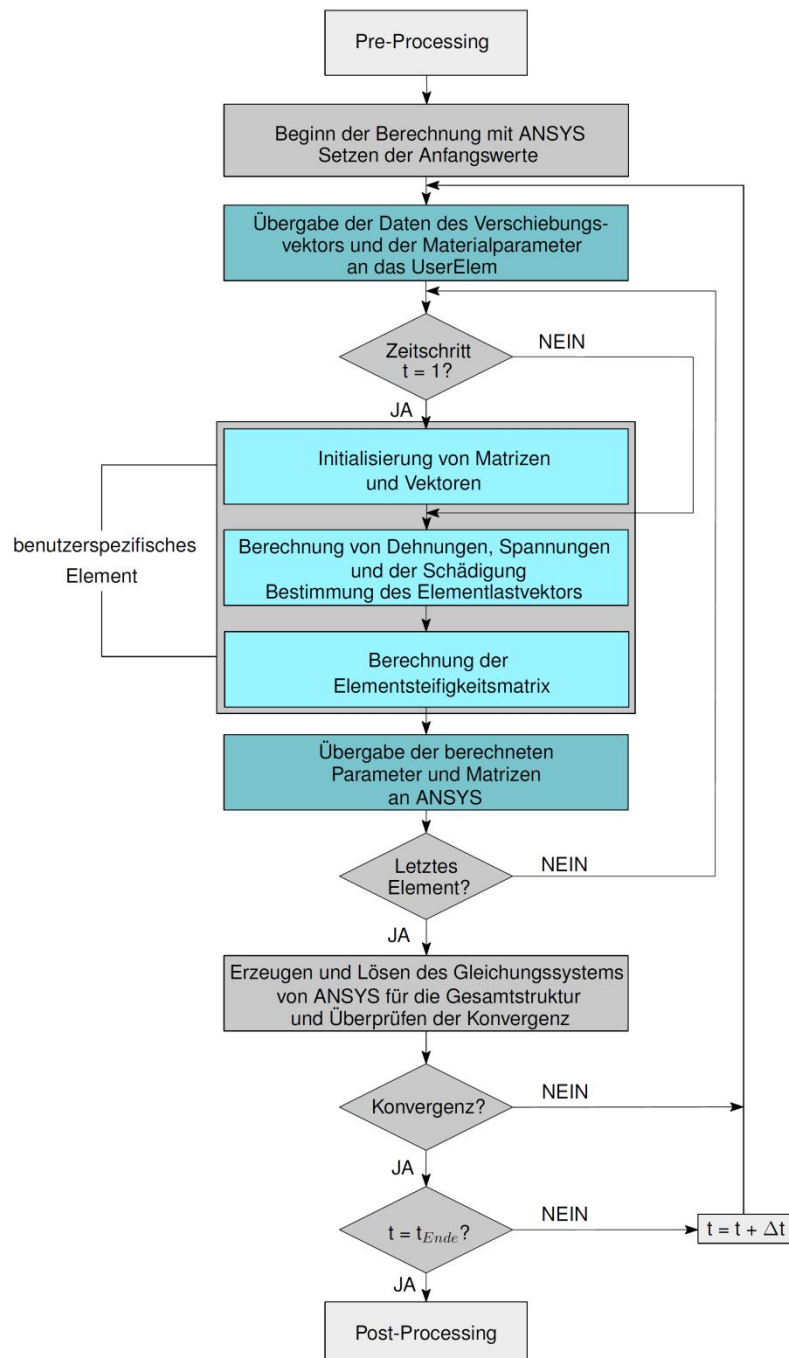 Pre-Processing
Beginn der Berechnung mit ANSYS
Setzen der Anfangswerte
Übergabe der Daten des Verschiebungs-
vektors und der Materialparameter
an das UserElem
Zeitschritt
t = 1?
NEIN
JA
Initialisierung von Matrizen
und Vektoren
benutzerspezifisches
Element
Berechnung von Dehnungen, Spannungen
und der Schädigung
Bestimmung des Elementlastvektors
Berechnung der
Elementsteifigkeitsmatrix
Übergabe der berechneten
Parameter und Matrizen
an ANSYS
Letztes
Element?
NEIN
JA
Erzeugen und Lösen des Gleichungssystems
von ANSYS für die Gesamtstruktur
und Überprüfen der Konvergenz
Konvergenz?
NEIN
JA
t = t_{Ende}?
NEIN
t = t + Δt
JA
Post-Processing